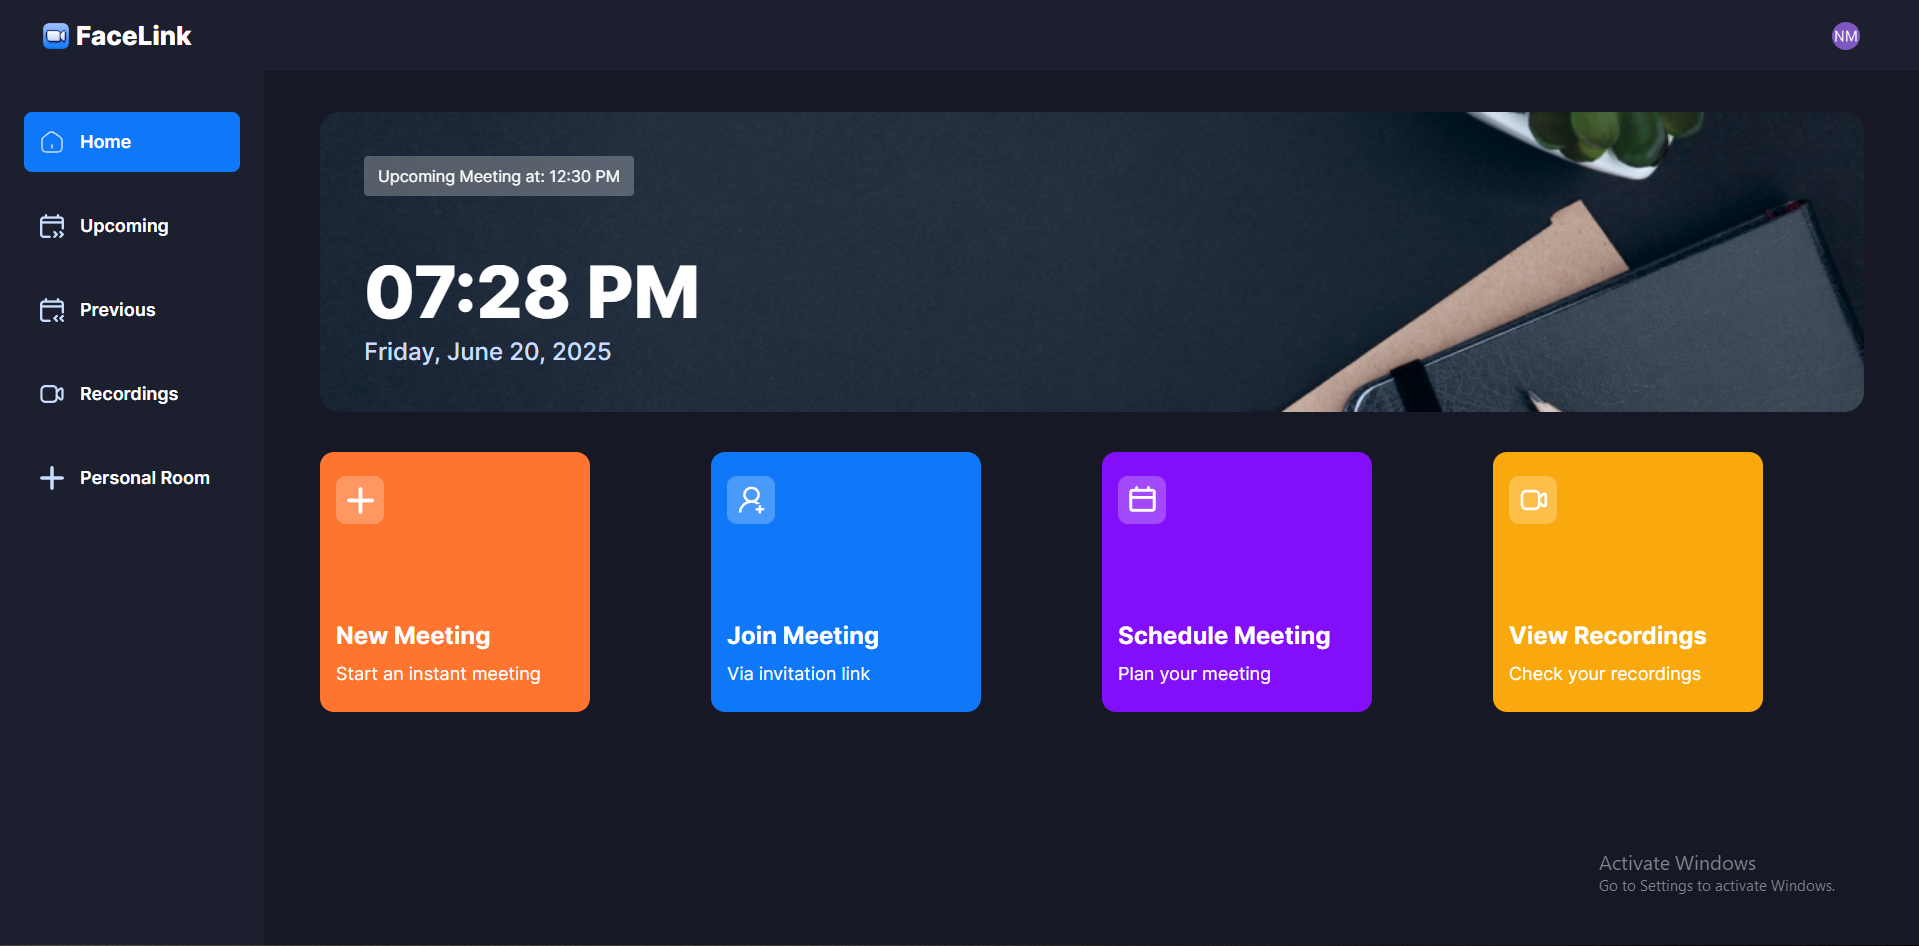 FaceLink
NM
Home
Upcoming
Previous
Recordings
Personal Room
Upcoming Meeting at: 12:30 PM
07:28 PM
Friday, June 20, 2025
New Meeting
Start an instant meeting
Join Meeting
Via invitation link
Schedule Meeting
Plan your meeting
View Recordings
Check your recordings
Activate Windows
Go to Settings to activate Windows.